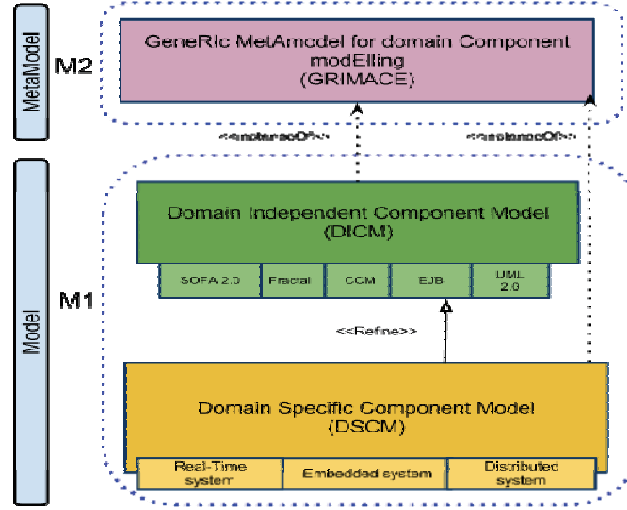 MetaModel
M2
GeneRic MetAmodel for domain Component
modElling
(GRIMACE)
<<instanceOf>>
<<instanceOf>>
Model
M1
Domain Independent Component Model
(DICM)
SOFA 2.0
Fractal
CCM
EJB
UML
2.0
<<Refine>>
Domain Specific Component Model
(DSCM)
Real-Time
system
Embedded system
Distributed
system